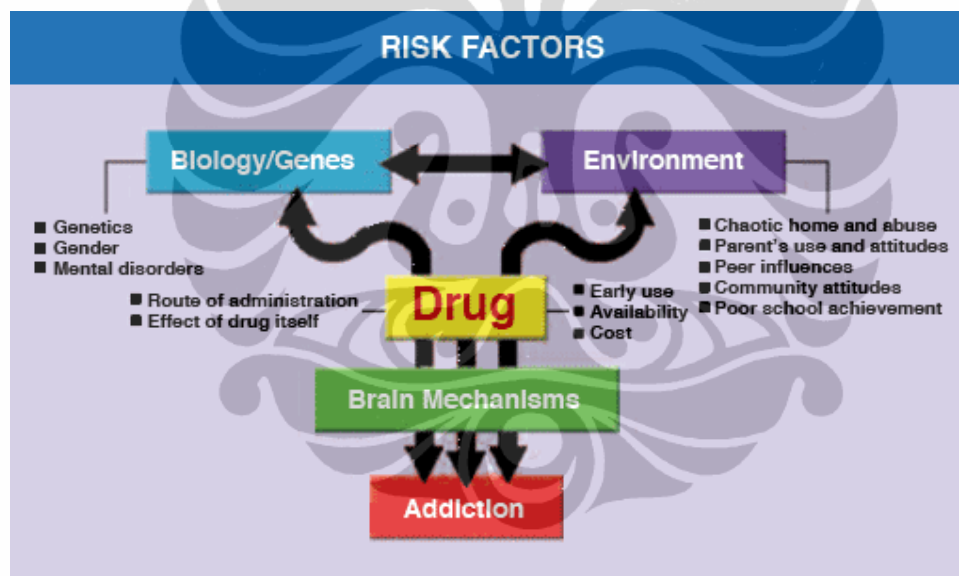 RISK FACTORS
Biology/Genes
Environment
■ Genetics
■ Gender
■ Mental disorders
■ Chaotic home and abuse
■ Parent's use and attitudes
■ Peer influences
■ Community attitudes
■ Poor school achievement
■ Route of administration
■ Effect of drug itself
Drug
■ Early use
■ Availability
■ Cost
Brain Mechanisms
Addiction